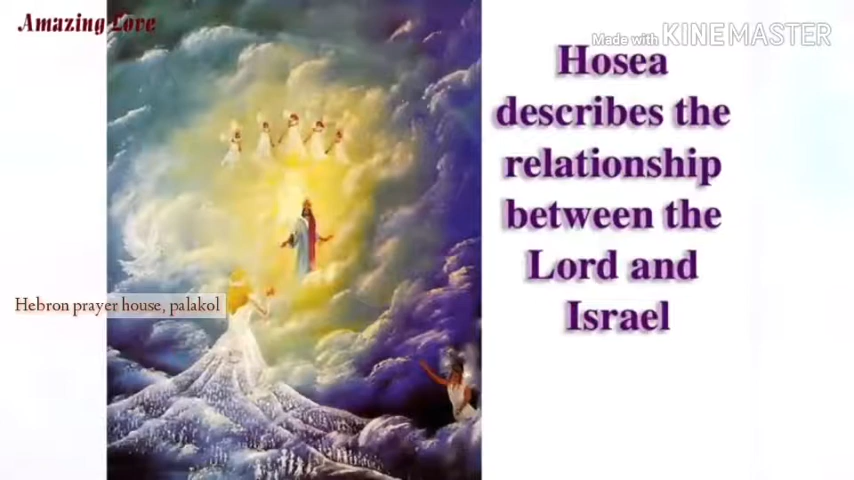 Amazing Love
Made with KINEMASTER
Hosea
describes the
relationship
between the
Lord and
Israel
Hebron prayer house, palakol